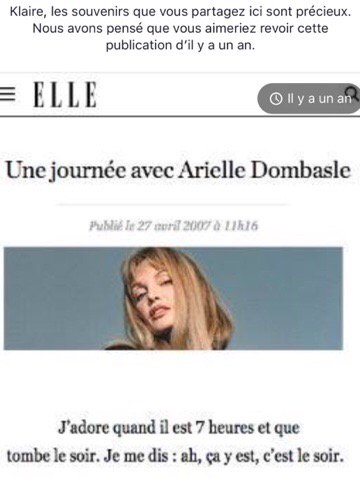 Klaire, les souvenirs que vous partagez ici sont précieux.
Nous avons pensé que vous aimeriez revoir cette
publication d’il y a un an.
ELLE
Il y a un an
Une journée avec Arielle Dombasle
Publié le 27 avril 2007 à 11h16
J’adore quand il est 7 heures et que
tombe le soir. Je me dis : ah, ça y est, c’est le soir.